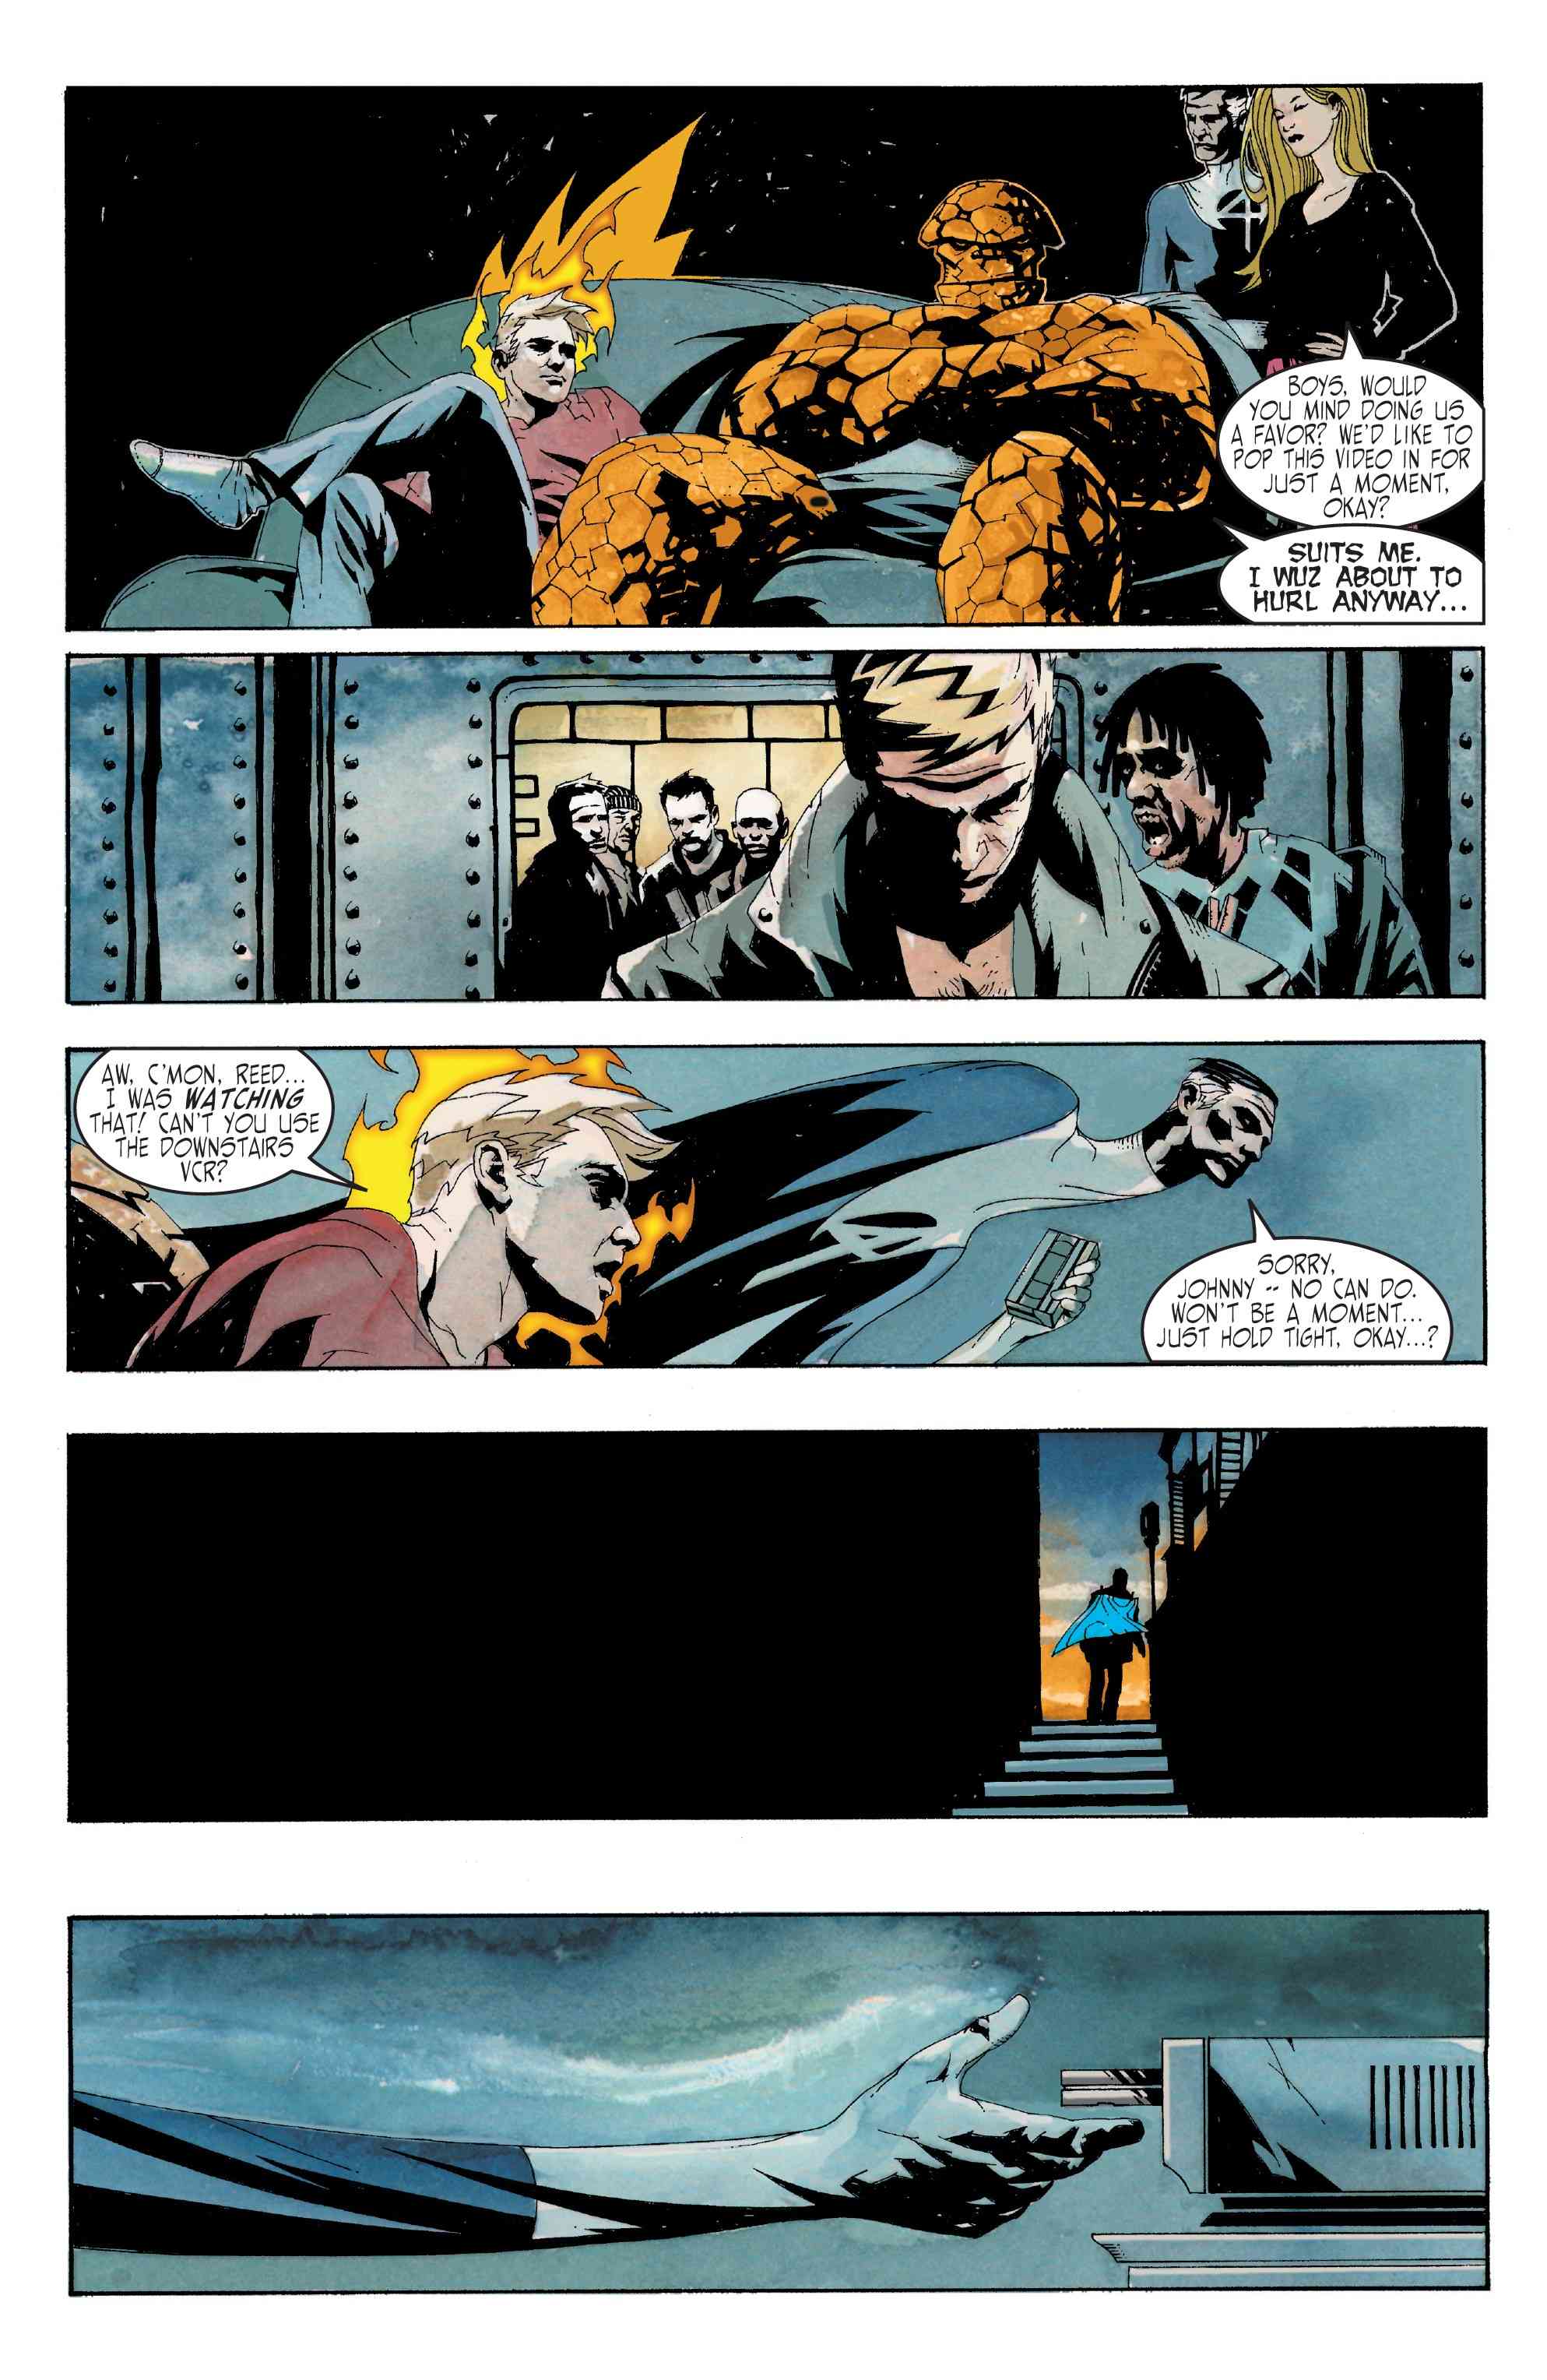 BOYS, WOULD
YOU MIND DOING US
A FAVOR? WE'D LIKE TO
POP THIS VIDEO IN FOR
JUST A MOMENT,
OKAY?
SUITS ME.
I WUZ ABOUT TO
HURL ANYWAY...
AW, C'MON, REED...
I WAS WATCHING
THAT! CAN'T YOU USE
THE DOWNSTAIRS
VCR?
SORRY,
JOHNNY -- NO CAN DO.
WON'T BE A MOMENT...
JUST HOLD TIGHT, OKAY...?